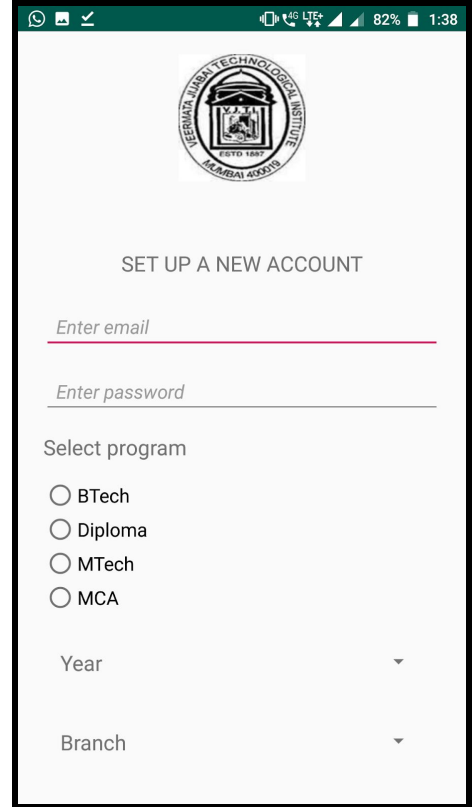 4G LTE+ 82% 1:38
VEERMATA JIJABAI TECHNOLOGICAL INSTITUTE
V.J.T.I.
ESTD 1887
MUMBAI 400019
SET UP A NEW ACCOUNT
Enter email
Enter password
Select program
BTech
Diploma
MTech
MCA
Year
Branch